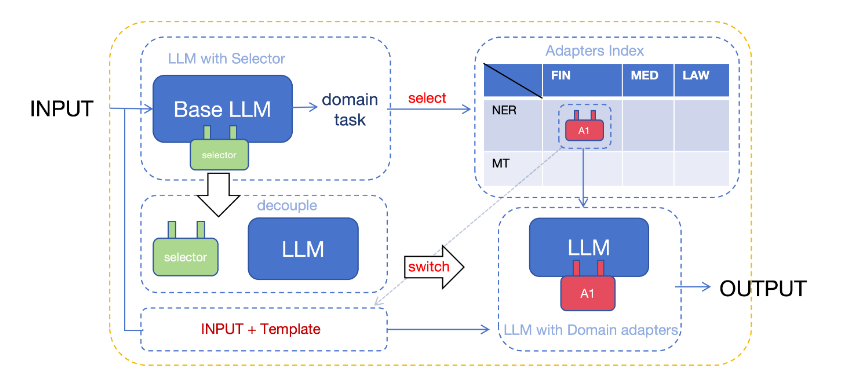 LLM with Selector
Adapters Index
INPUT
Base LLM
selector
domain
task
select
FIN
MED
LAW
NER
A1
MT
decouple
selector
LLM
switch
LLM
A1
OUTPUT
INPUT + Template
LLM with Domain adapters